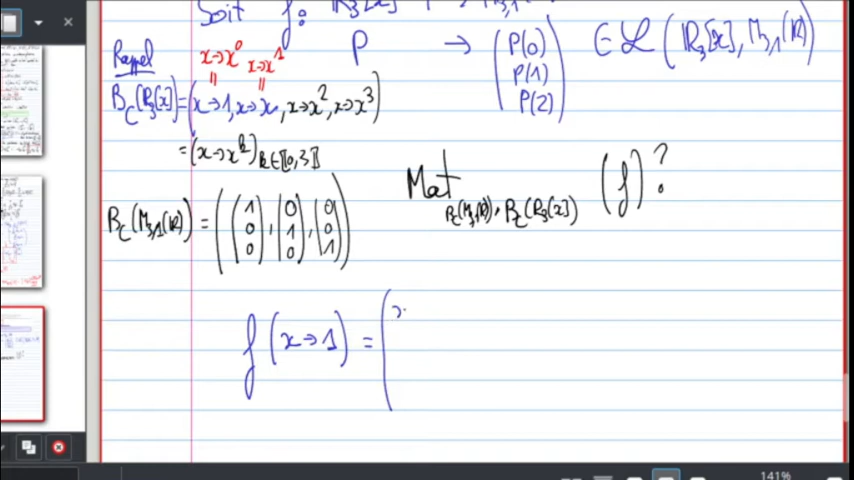 Soit f: ℝ₃[x] → M₃,₁(ℝ)
P → (P(0) P(1) P(2)) ∈ ℒ(ℝ₃[x], M₃,₁(ℝ))
Rappel
x→x⁰ x→x¹
= =
B_C(ℝ₃[x]) = (x→1, x→x, x→x², x→x³)
= (x→xᵏ)_{k∈⟦0,3⟧}
Mat_{B_C(M₃,₁(ℝ)), B_C(ℝ₃[x])} (f)?
B_C(M₃,₁(ℝ)) = ((1 0 0), (0 1 0), (0 0 1))
f(x→1) = (
141%